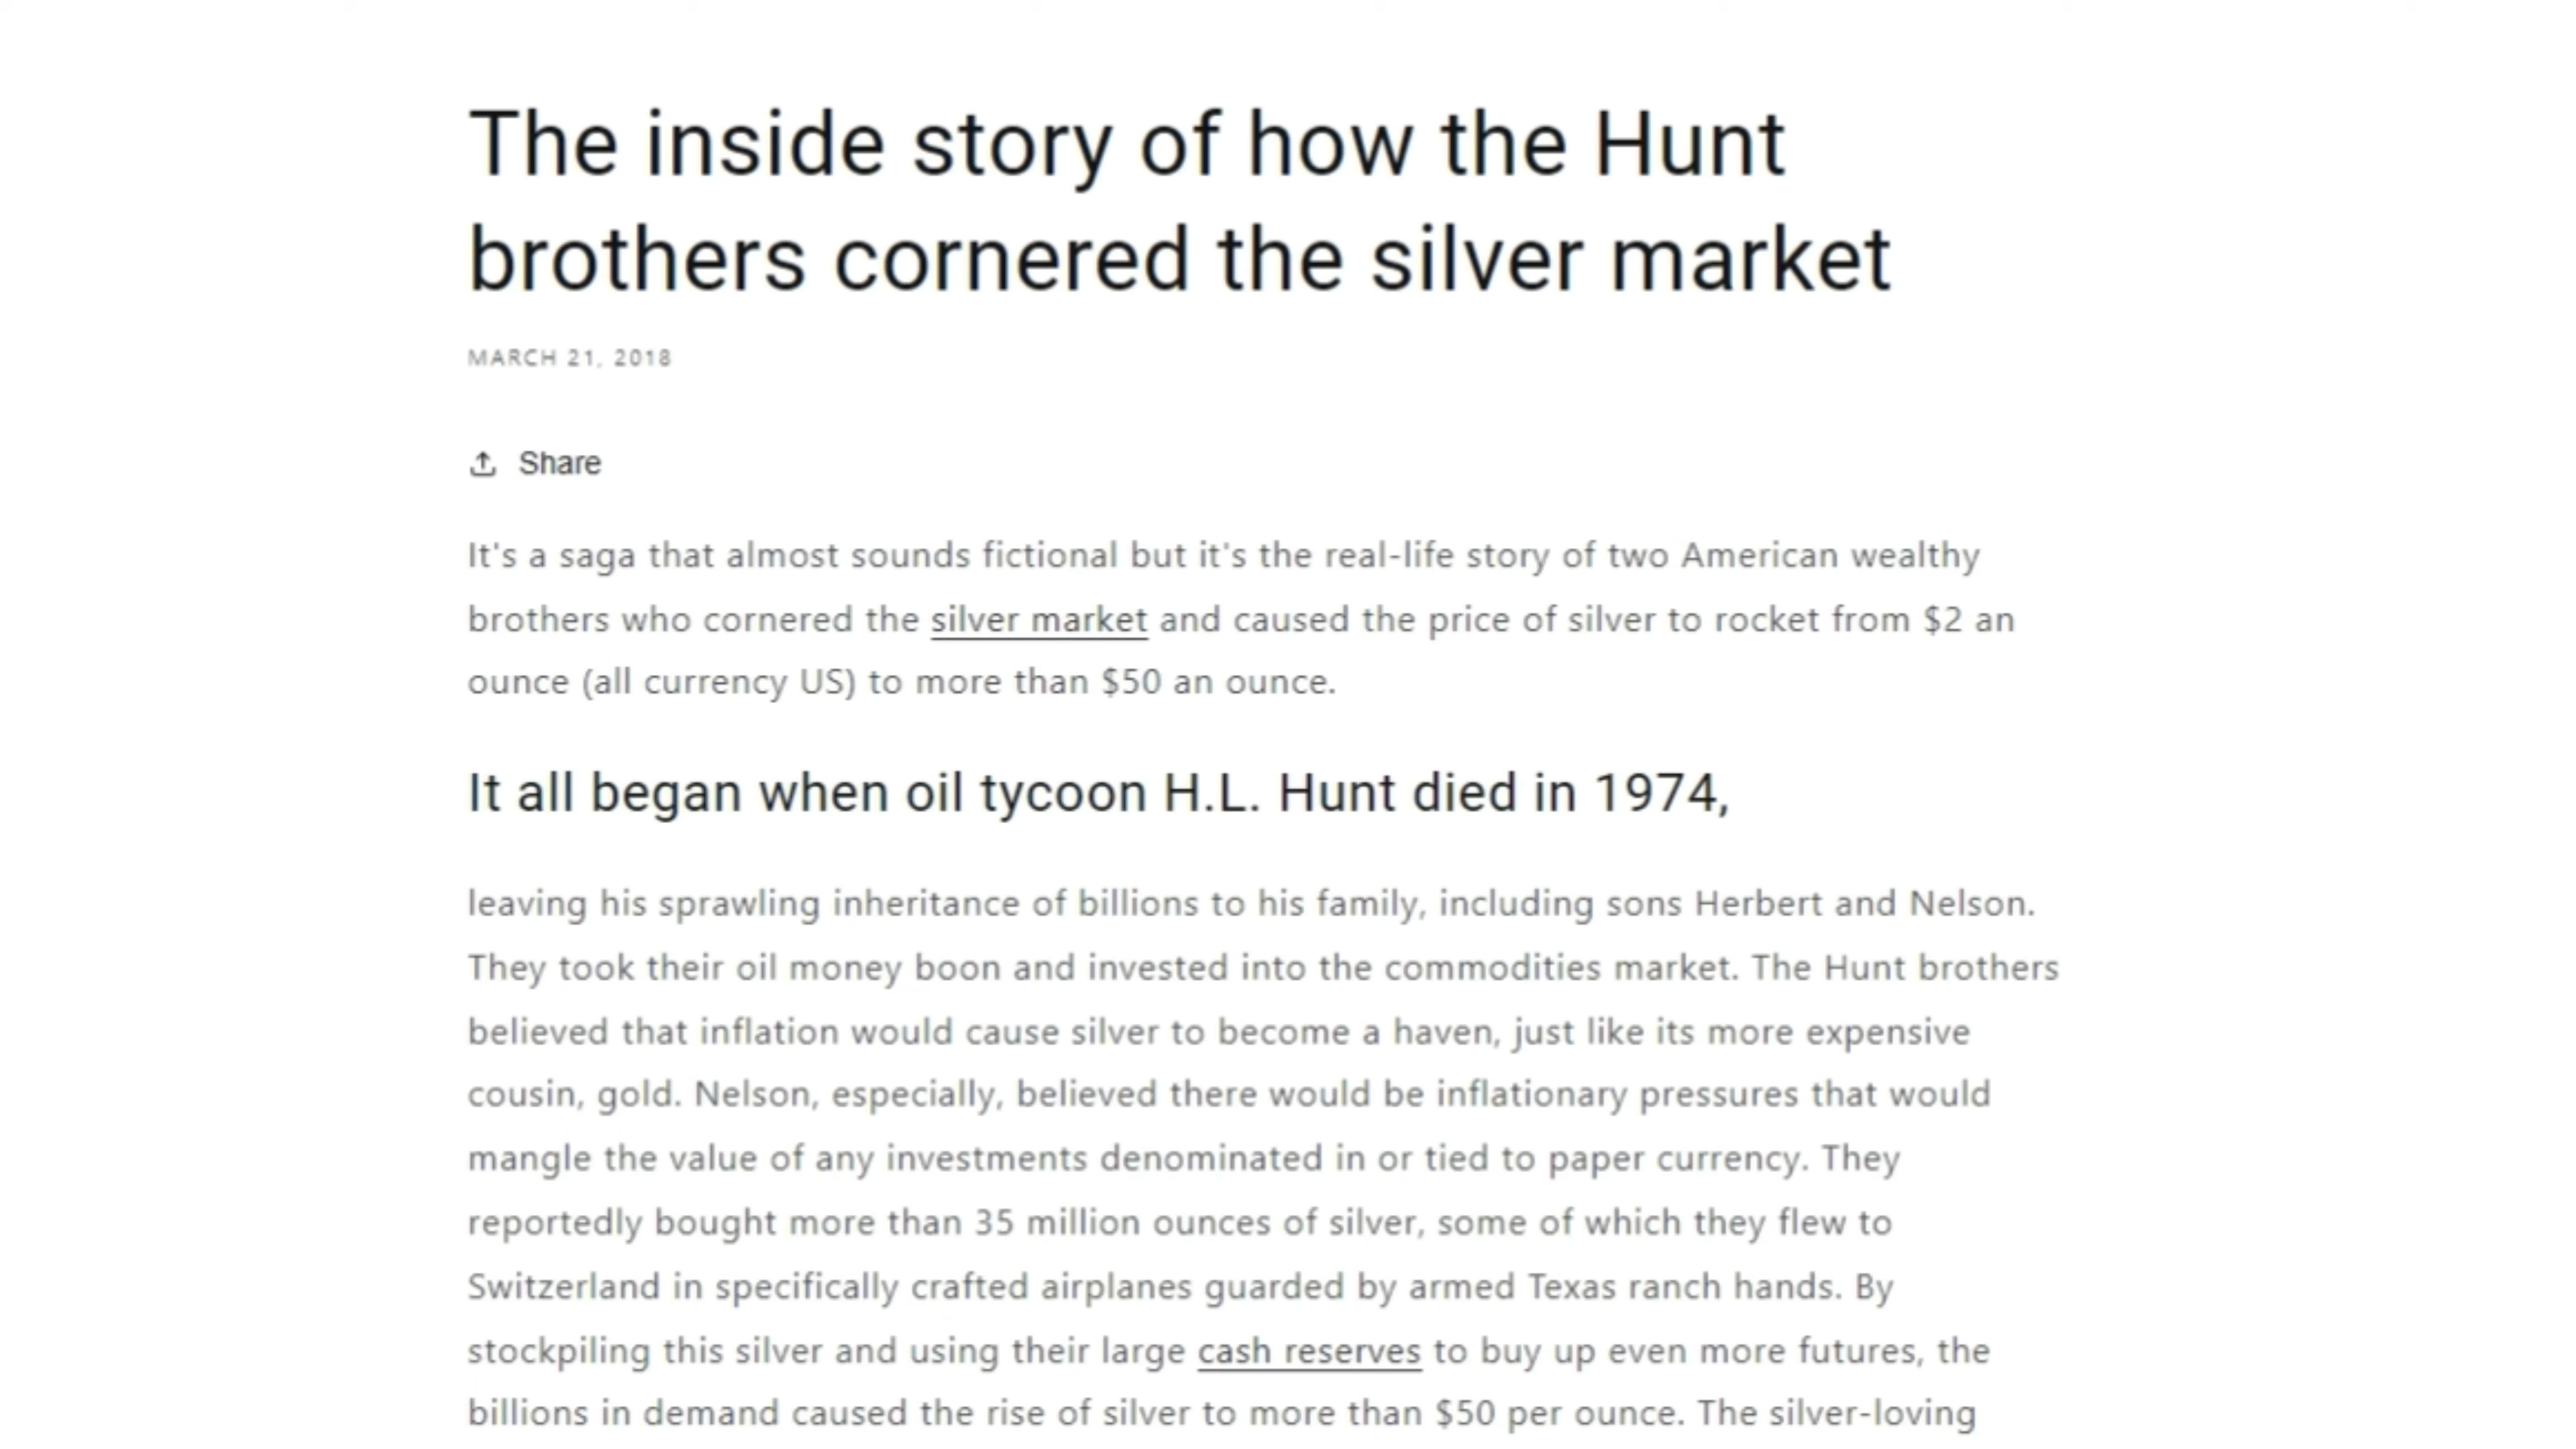 The inside story of how the Hunt
brothers cornered the silver market
MARCH 21, 2018
Share
It's a saga that almost sounds fictional but it's the real-life story of two American wealthy
brothers who cornered the silver market and caused the price of silver to rocket from $2 an
ounce (all currency US) to more than $50 an ounce.
It all began when oil tycoon H.L. Hunt died in 1974,
leaving his sprawling inheritance of billions to his family, including sons Herbert and Nelson.
They took their oil money boon and invested into the commodities market. The Hunt brothers
believed that inflation would cause silver to become a haven, just like its more expensive
cousin, gold. Nelson, especially, believed there would be inflationary pressures that would
mangle the value of any investments denominated in or tied to paper currency. They
reportedly bought more than 35 million ounces of silver, some of which they flew to
Switzerland in specifically crafted airplanes guarded by armed Texas ranch hands. By
stockpiling this silver and using their large cash reserves to buy up even more futures, the
billions in demand caused the rise of silver to more than $50 per ounce. The silver-loving